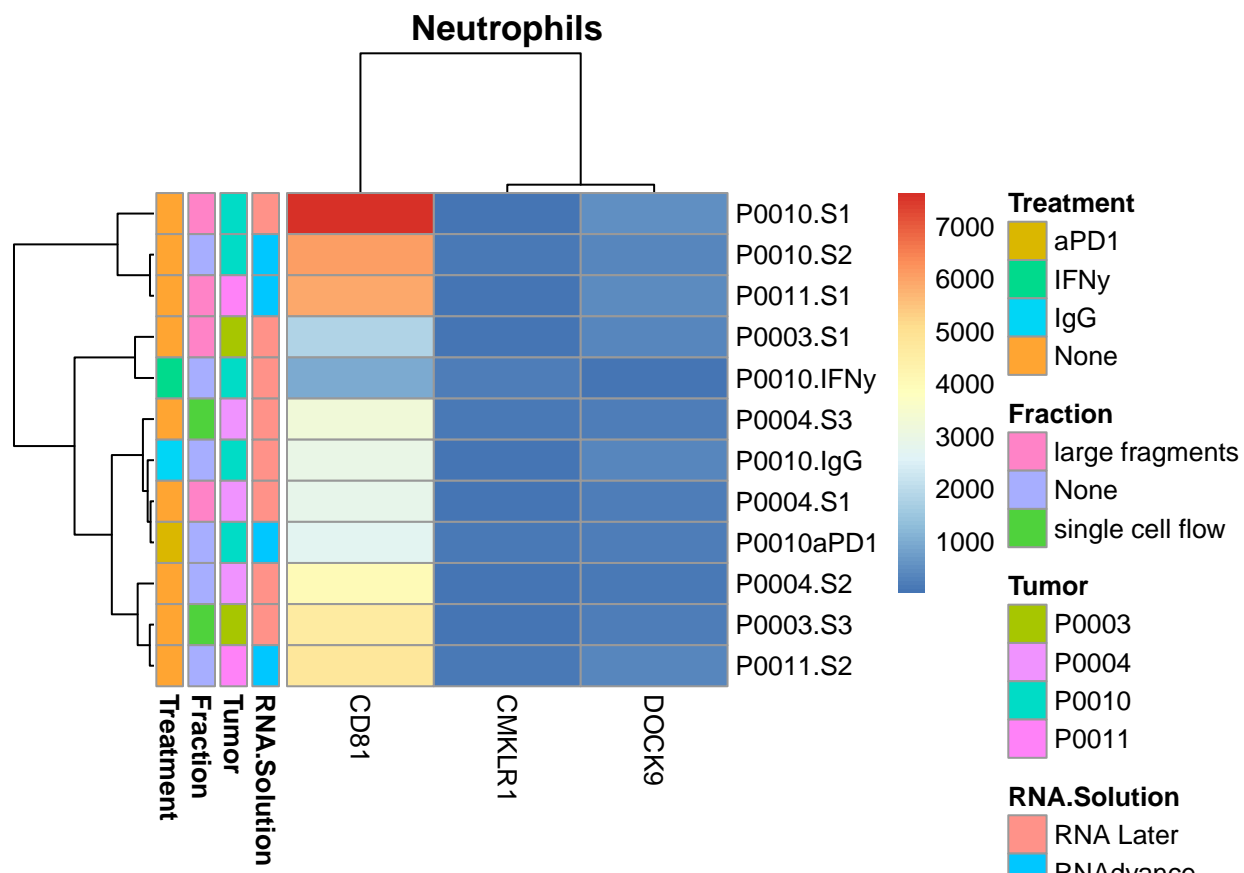 Neutrophils
P0010.S1
P0010.S2
P0011.S1
P0003.S1
P0010.IFNy
P0004.S3
P0010.IgG
P0004.S1
P0010aPD1
P0004.S2
P0003.S3
P0011.S2
Treatment
Fraction
Tumor
RNA.Solution
CD81
CMKLR1
DOCK9
7000
6000
5000
4000
3000
2000
1000
Treatment
aPD1
IFNy
IgG
None
Fraction
large fragments
None
single cell flow
Tumor
P0003
P0004
P0010
P0011
RNA.Solution
RNA Later
RNAdvance